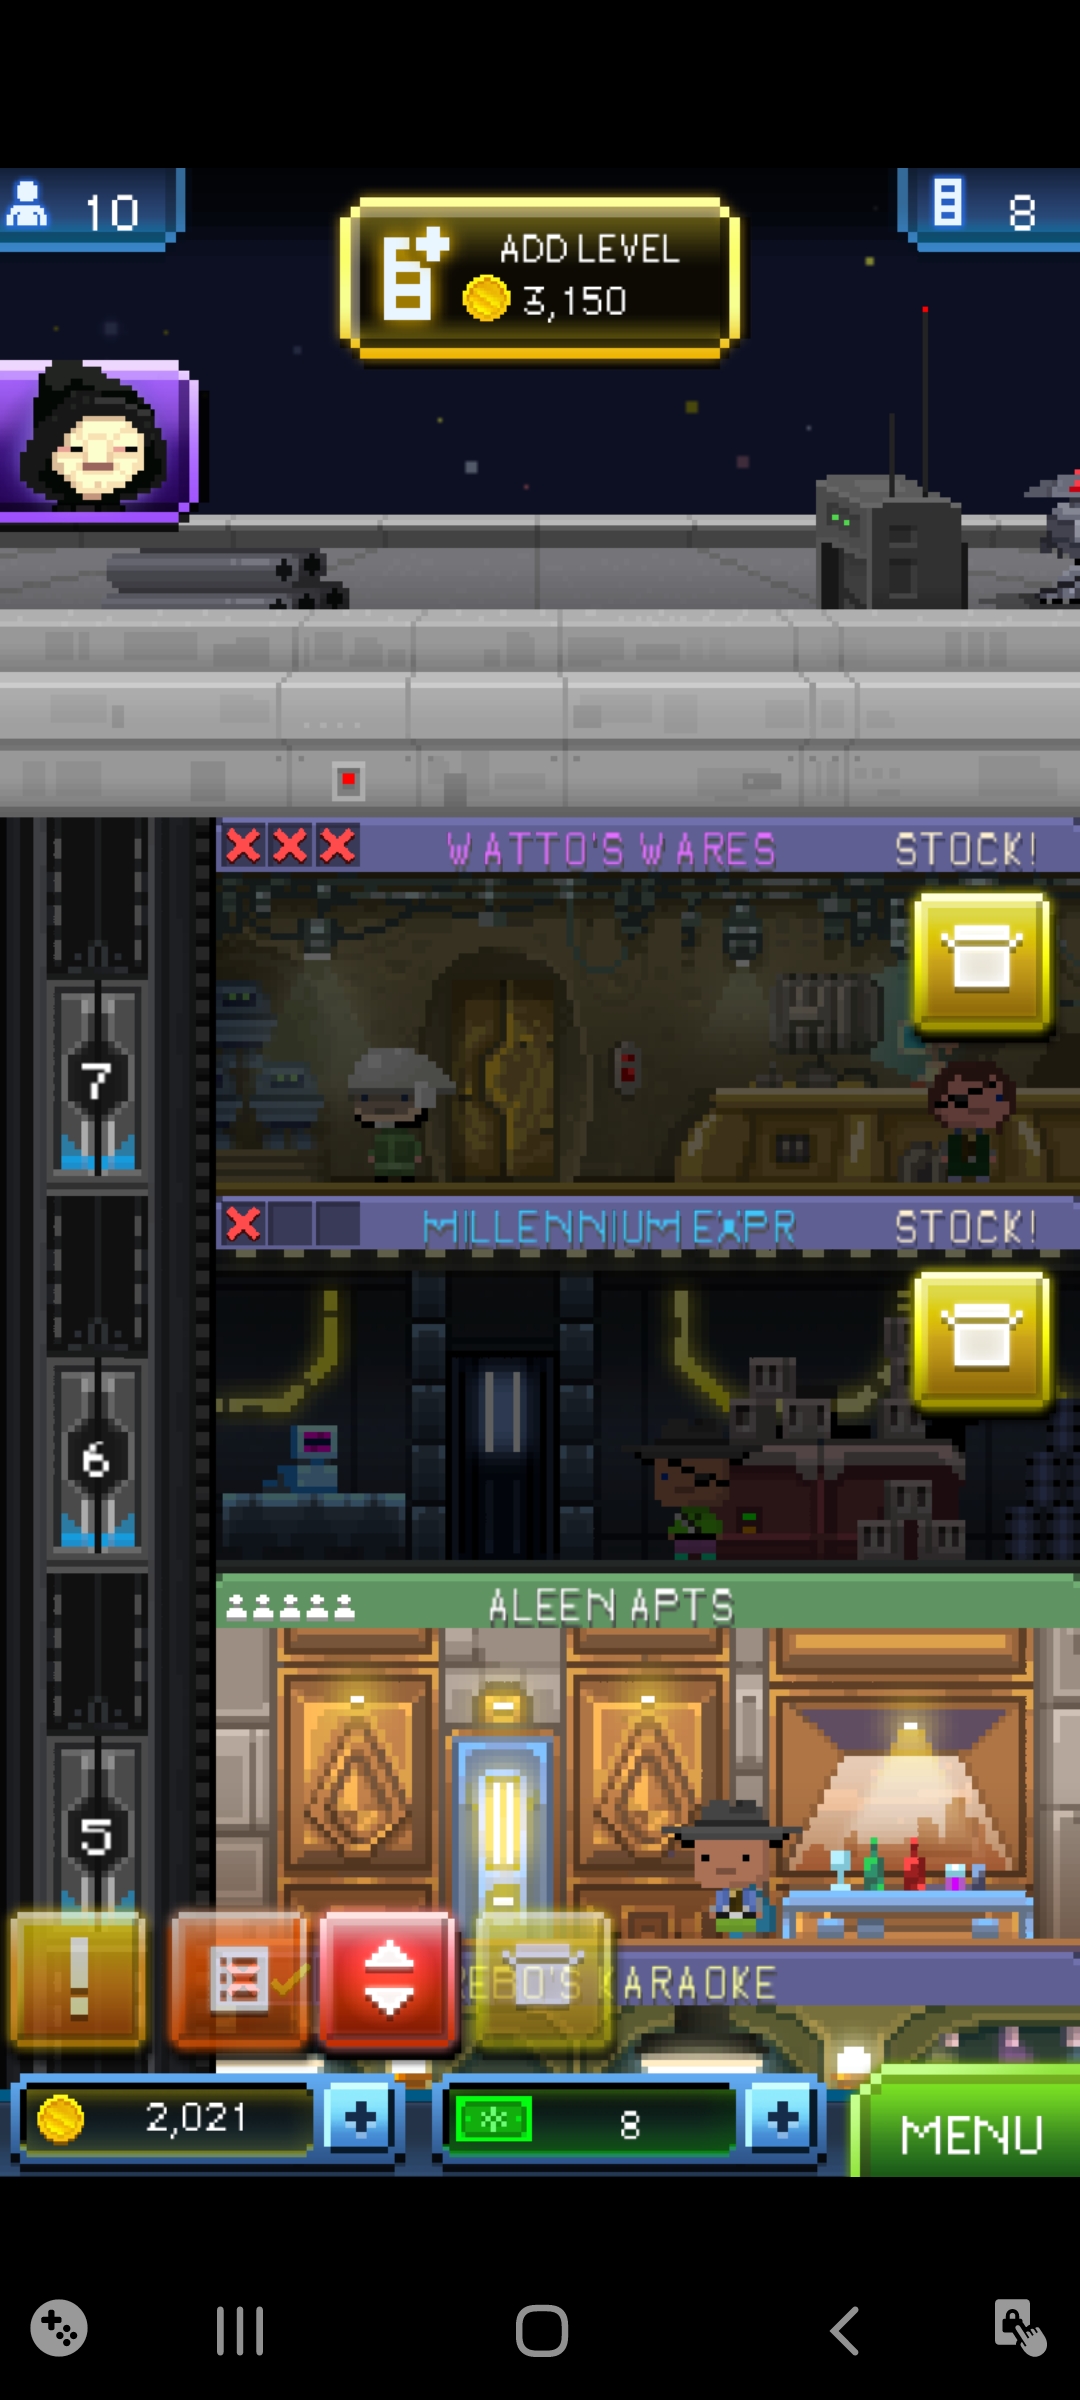 10
ADD LEVEL
3,150
8
WATTO'S WARES
STOCK!
7
MILLENNIUM EXPR
STOCK!
6
ALEEN APTS
5
REBO'S KARAOKE
2,021
8
MENU